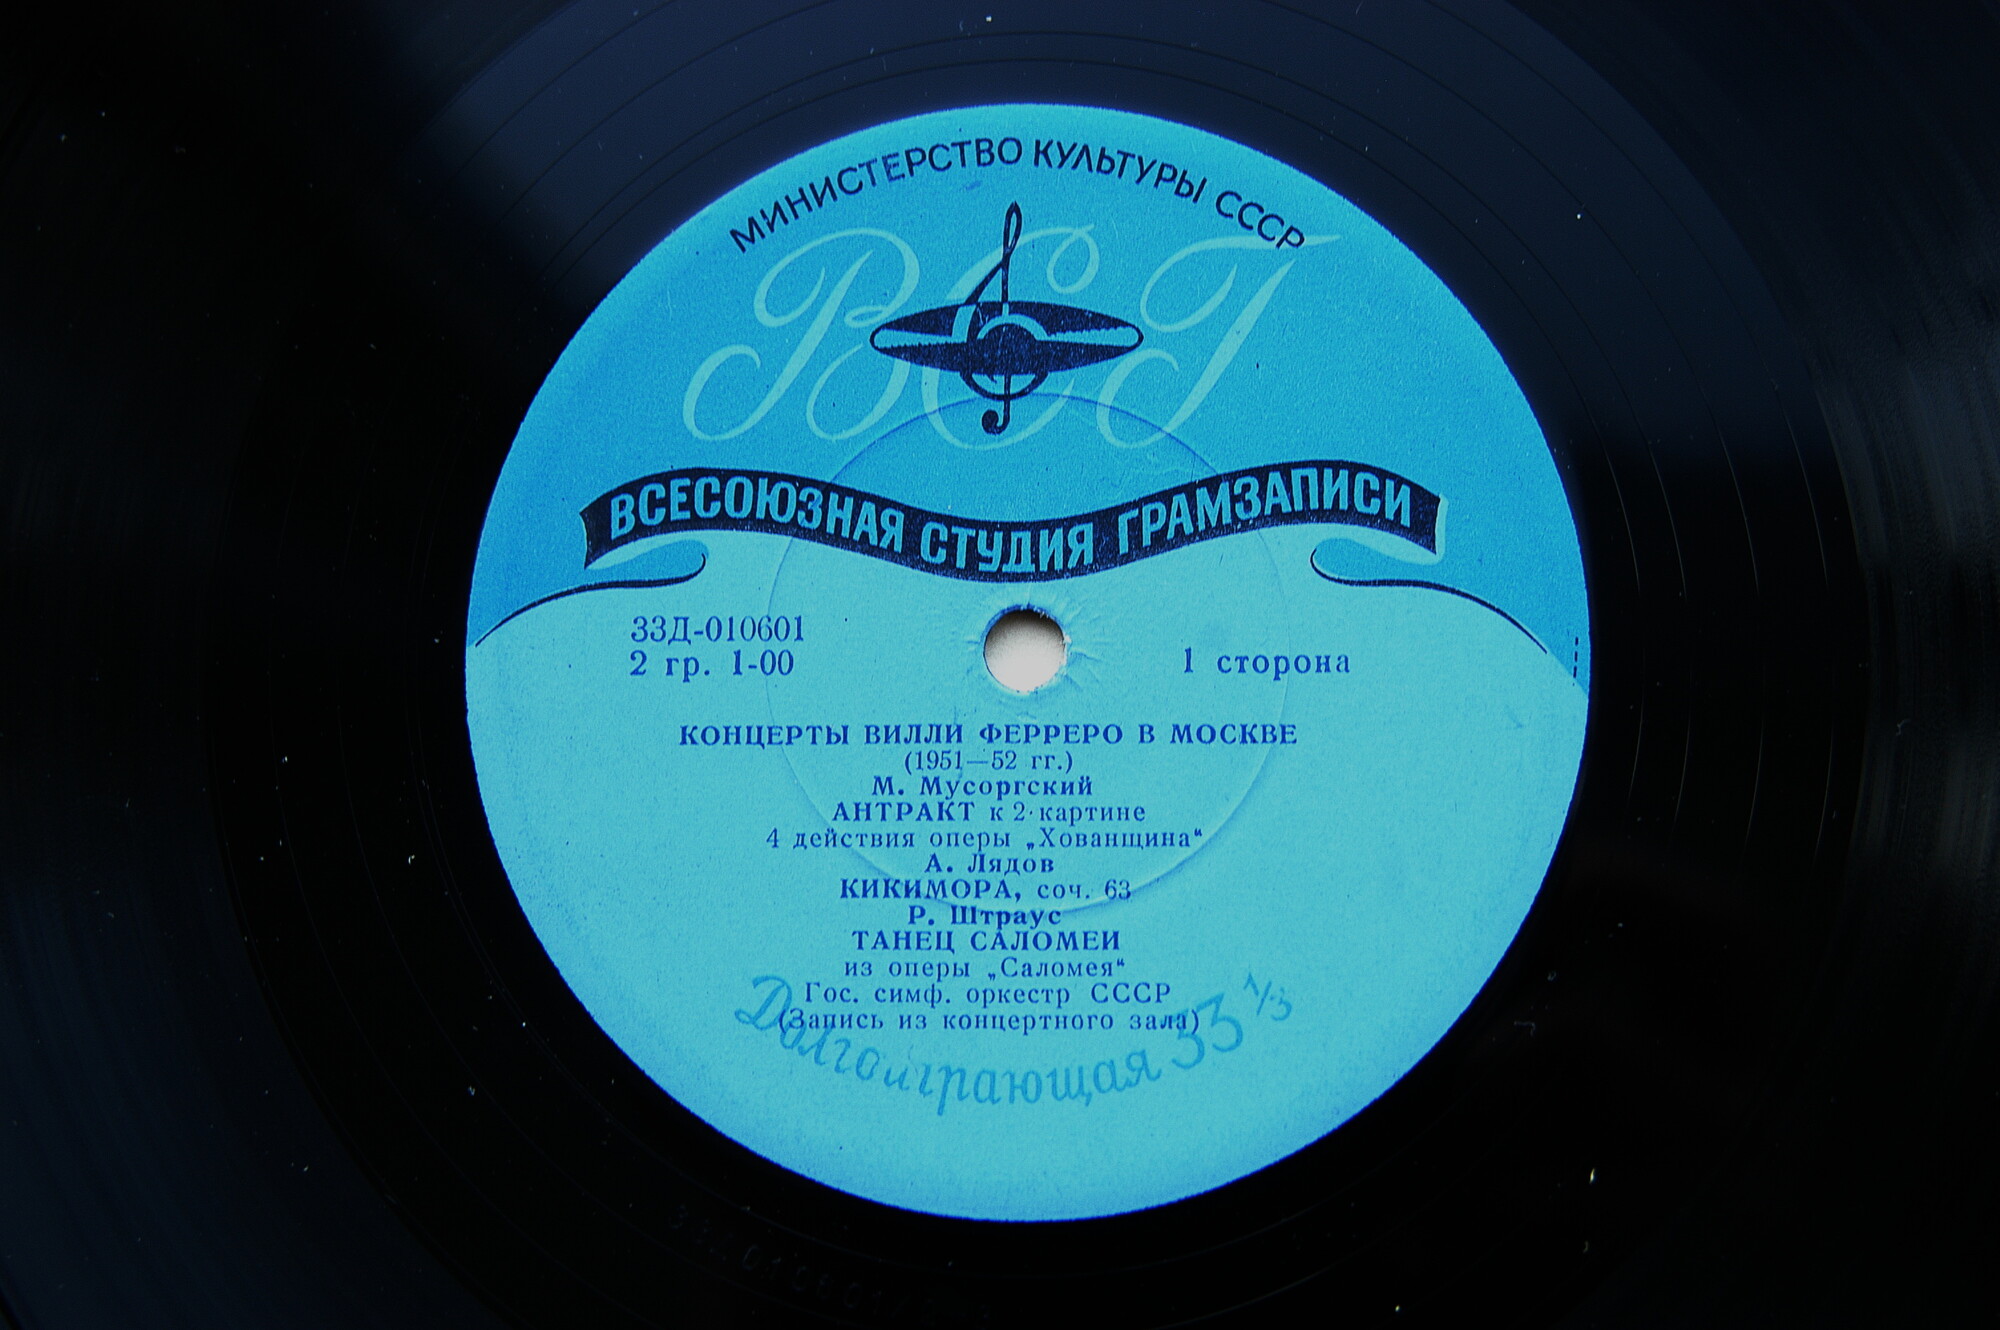 МИНИСТЕРСТВО КУЛЬТУРЫ СССР
ВСГ
ВСЕСОЮЗНАЯ СТУДИЯ ГРАМЗАПИСИ
33Д-010601
2 гр. 1-00
1 сторона
КОНЦЕРТЫ ВИЛЛИ ФЕРРЕРО В МОСКВЕ
(1951—52 гг.)
М. Мусоргский
АНТРАКТ к 2 картине
4 действия оперы „Хованщина“
А. Лядов
КИКИМОРА, соч. 63
Р. Штраус
ТАНЕЦ САЛОМЕИ
из оперы „Саломея“
Гос. симф. оркестр СССР
(Запись из концертного зала)
Долгоиграющая 33 1/3